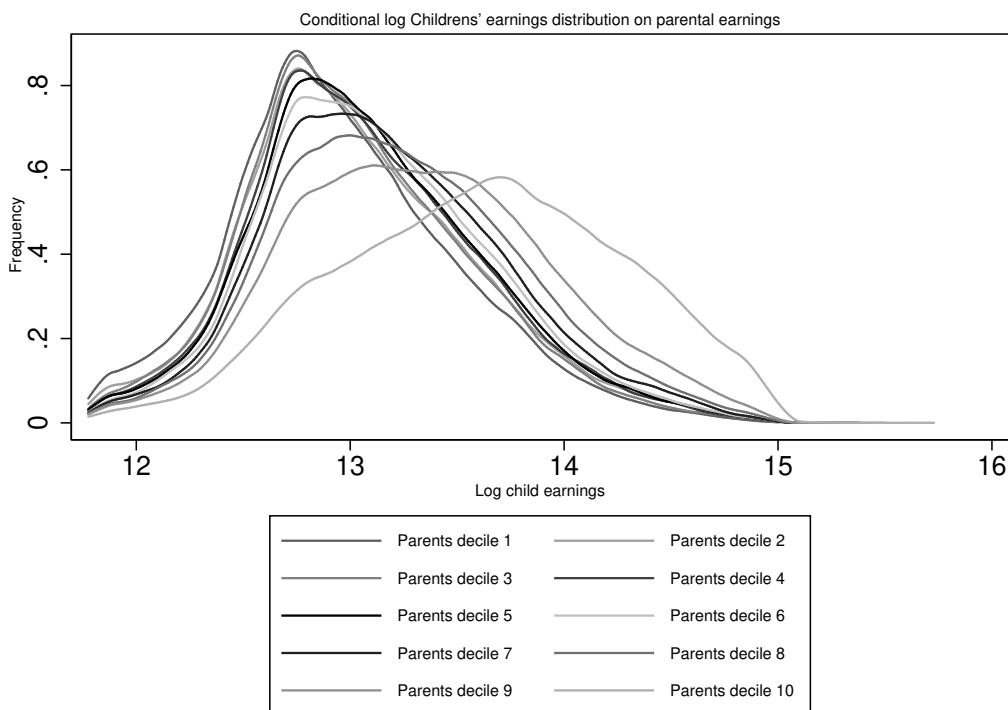 Conditional log Childrens' earnings distribution on parental earnings
Frequency
.8
.6
.4
.2
0
12 13 14 15 16
Log child earnings
Parents decile 1 Parents decile 2
Parents decile 3 Parents decile 4
Parents decile 5 Parents decile 6
Parents decile 7 Parents decile 8
Parents decile 9 Parents decile 10